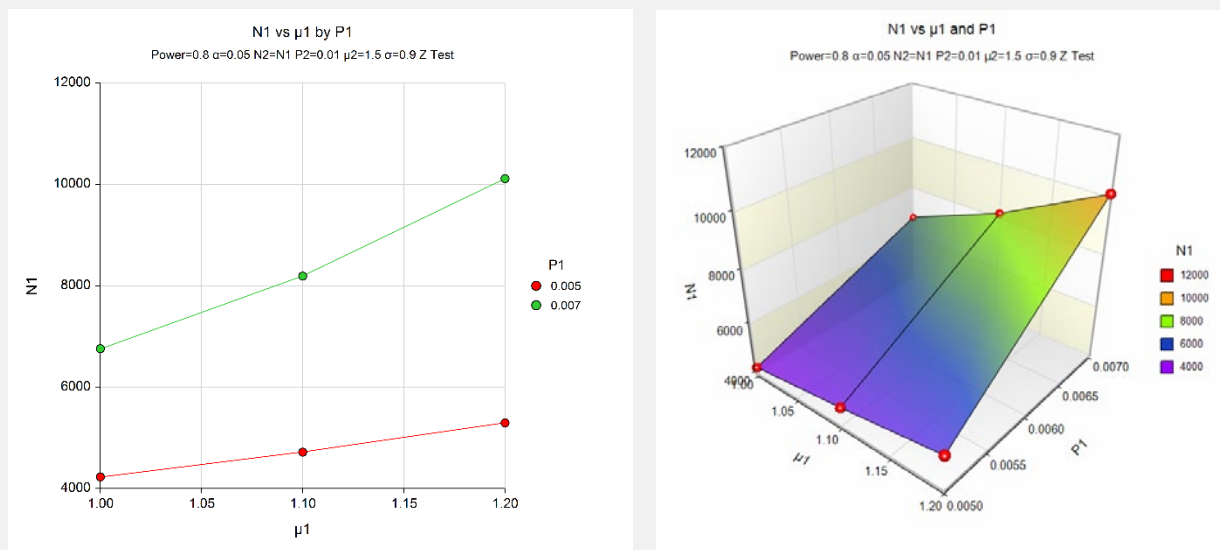 N1 vs µ1 by P1
Power=0.8 α=0.05 N2=N1 P2=0.01 µ2=1.5 σ=0.9 Z Test
12000
10000
8000
6000
4000
N1
1.00
1.05
1.10
1.15
1.20
µ1
P1
0.005
0.007
N1 vs µ1 and P1
Power=0.8 α=0.05 N2=N1 P2=0.01 µ2=1.5 σ=0.9 Z Test
12000
10000
8000
6000
4000
N1
1.00
1.05
1.10
1.15
1.20
µ1
0.0050
0.0055
0.0060
0.0065
0.0070
P1
N1
12000
10000
8000
6000
4000